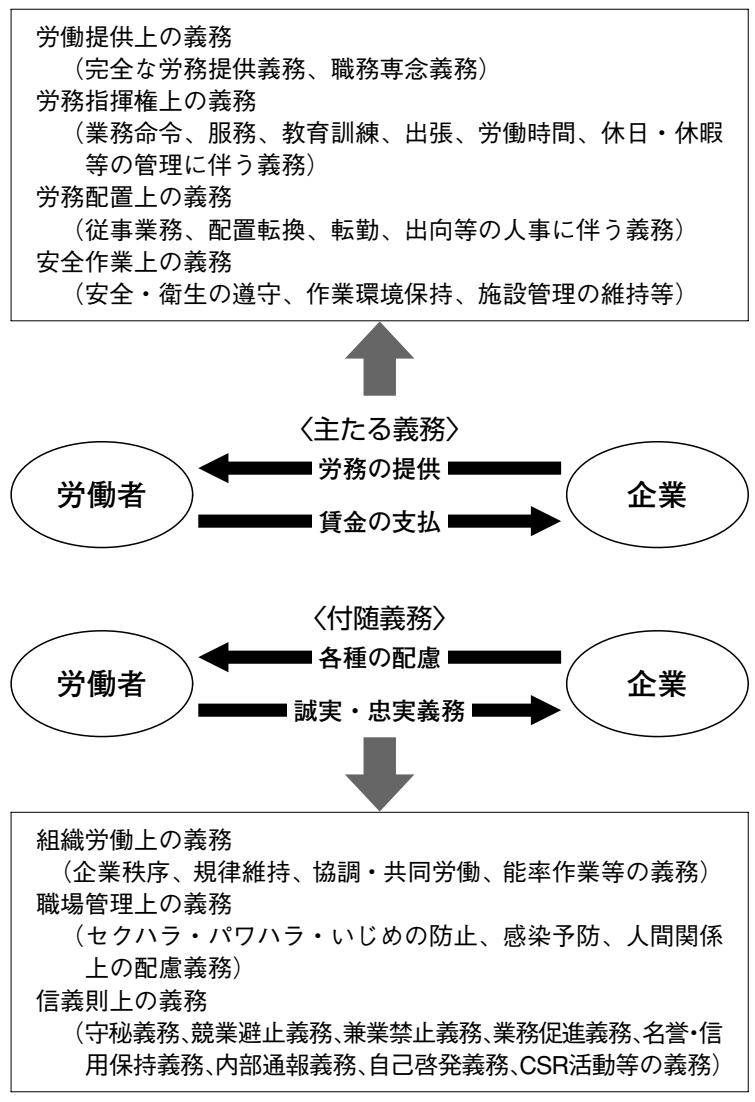 労働提供上の義務
（完全な労務提供義務、職務専念義務）
労務指揮権上の義務
（業務命令、服務、教育訓練、出張、労働時間、休日・休暇
等の管理に伴う義務）
労務配置上の義務
（従事業務、配置転換、転勤、出向等の人事に伴う義務）
安全作業上の義務
（安全・衛生の遵守、作業環境保持、施設管理の維持等）
〈主たる義務〉
労働者
労務の提供
企業
賃金の支払
〈付随義務〉
労働者
各種の配慮
企業
誠実・忠実義務
組織労働上の義務
（企業秩序、規律維持、協調・共同労働、能率作業等の義務）
職場管理上の義務
（セクハラ・パワハラ・いじめの防止、感染予防、人間関係
上の配慮義務）
信義則上の義務
（守秘義務、競業避止義務、兼業禁止義務、業務促進義務、名誉・信
用保持義務、内部通報義務、自己啓発義務、CSR活動等の義務）